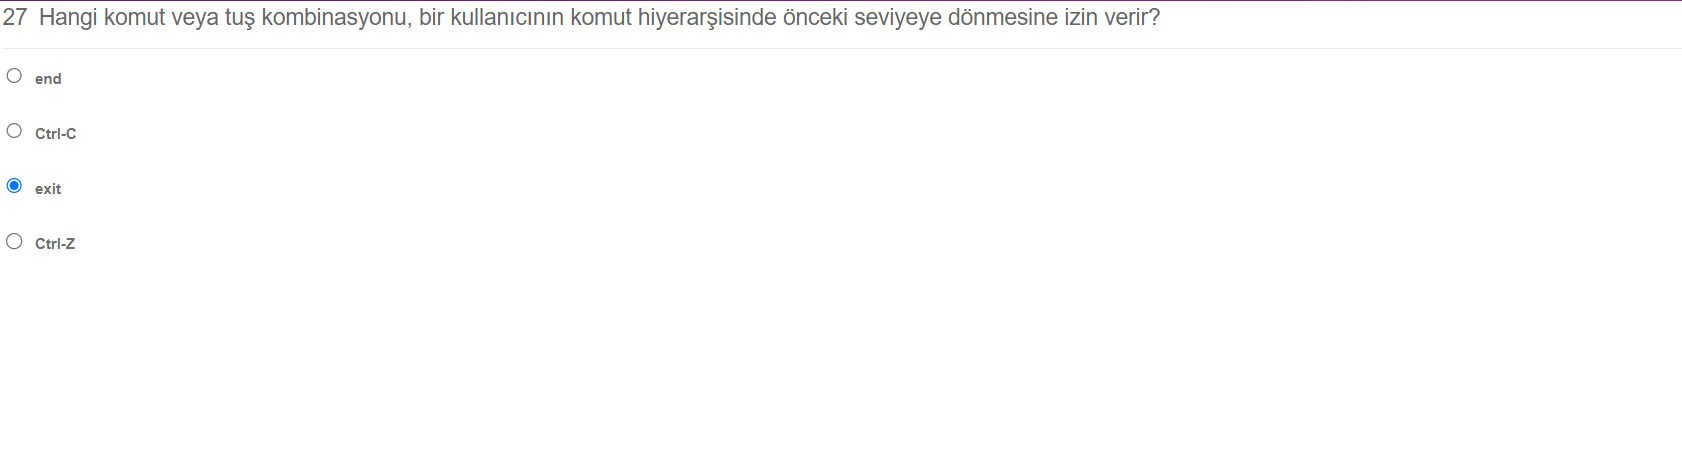 27 Hangi komut veya tuş kombinasyonu, bir kullanıcının komut hiyerarşisinde önceki seviyeye dönmesine izin verir?
end
Ctrl-C
exit
Ctrl-Z